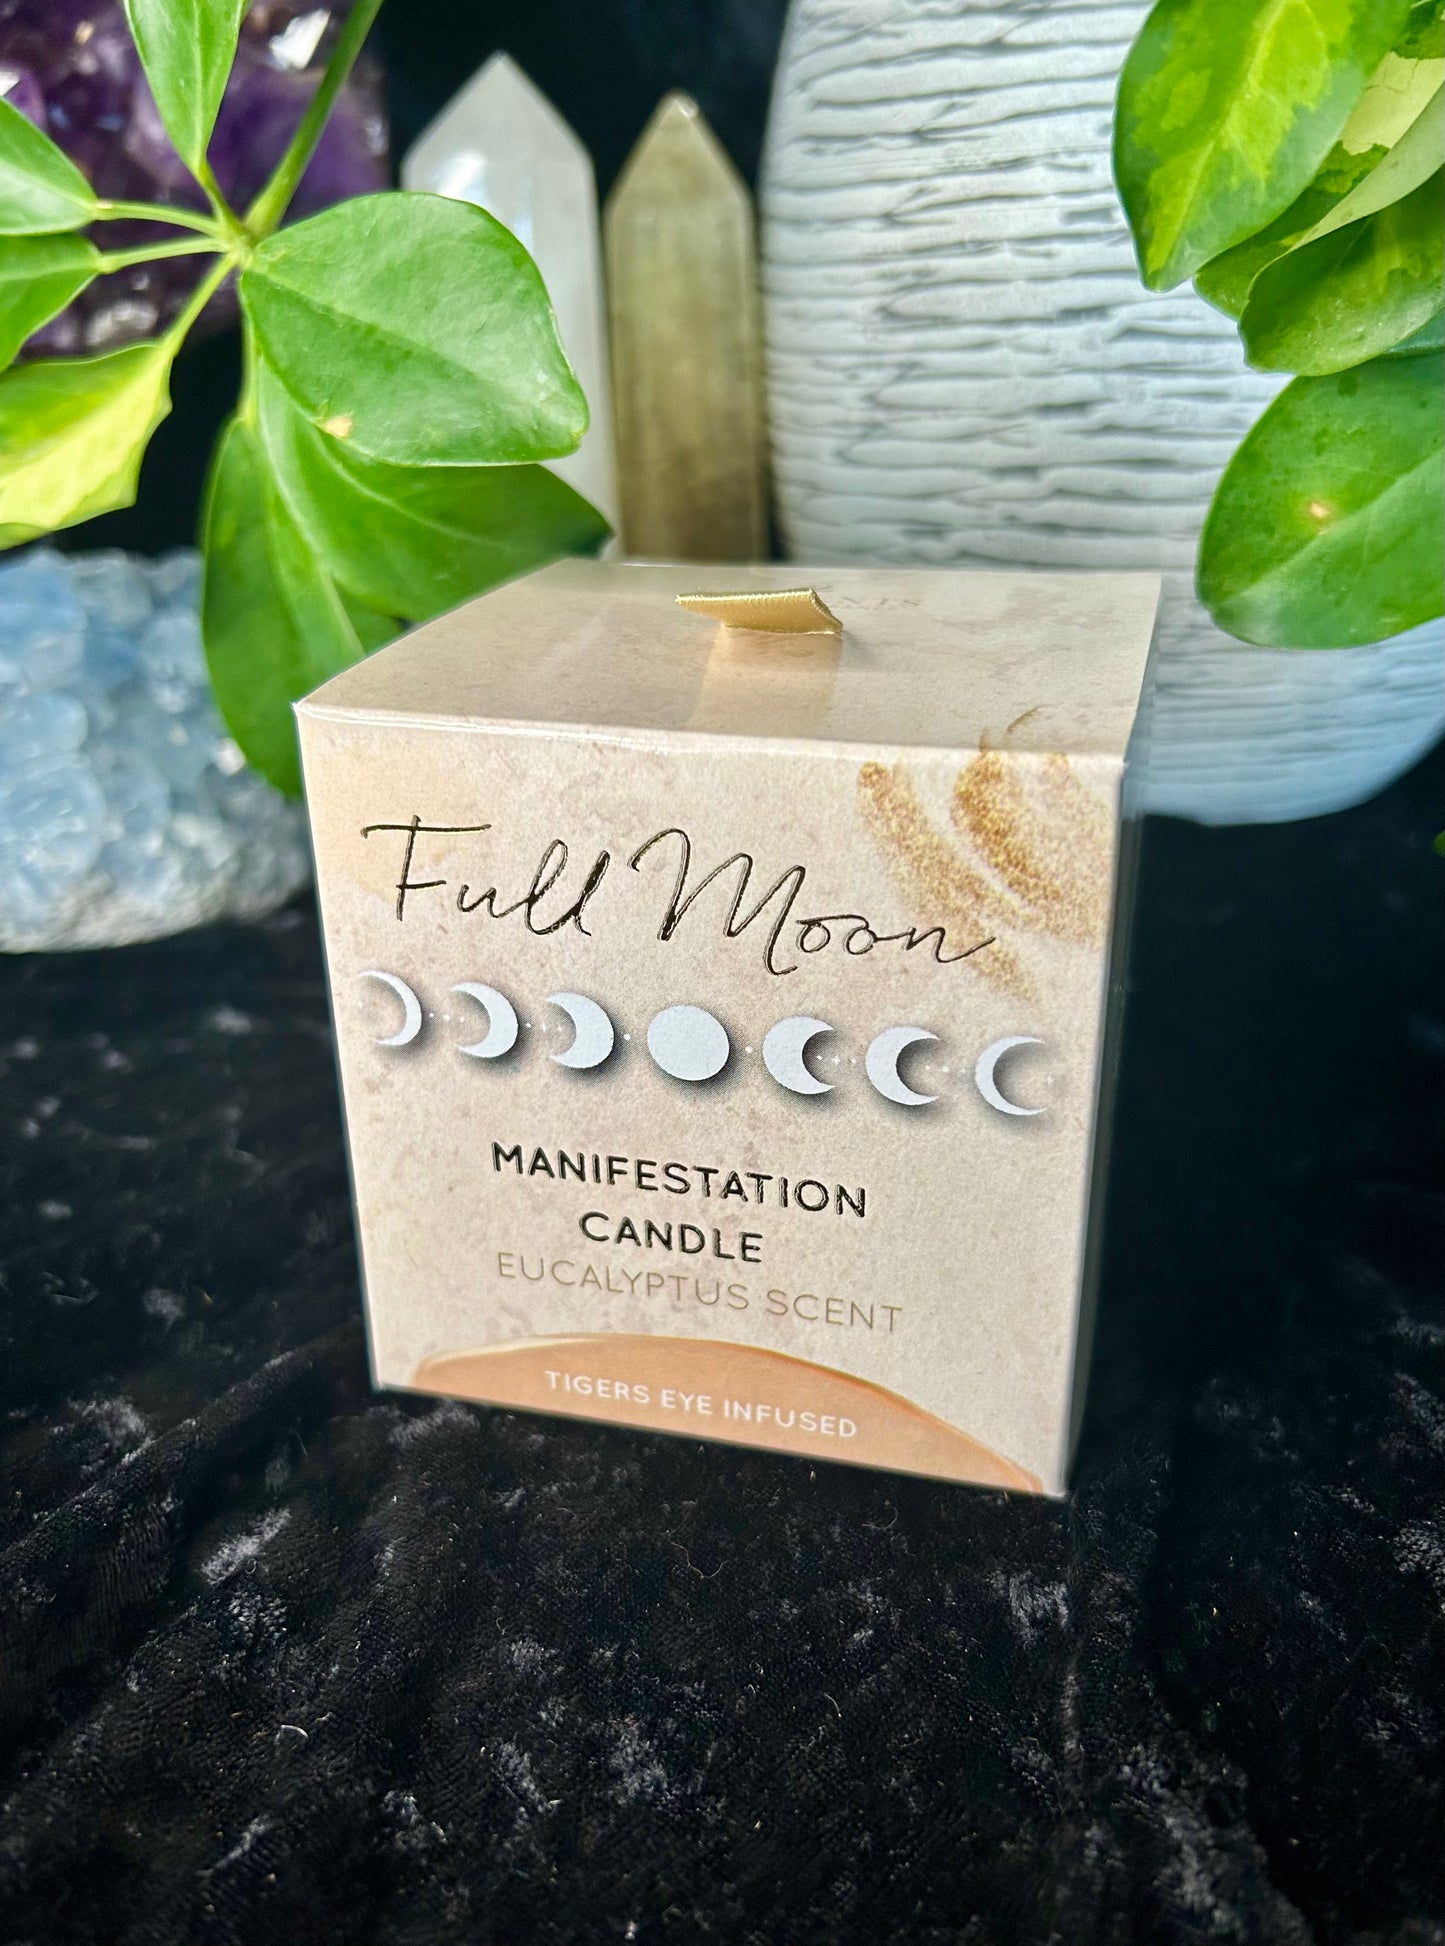 Full Moon
MANIFESTATION
CANDLE
EUCALYPTUS SCENT
TIGERS EYE INFUSED